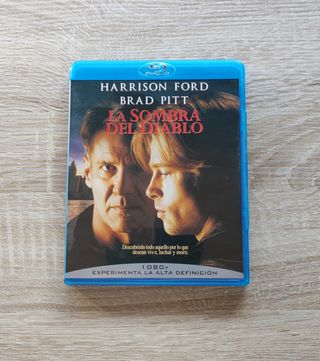 HARRISON FORD
BRAD PITT
LA SOMBRA
DEL DIABLO
Descubrirán todo aquello por lo que
desean vivir, luchar y morir.
1080p
EXPERIMENTA LA ALTA DEFINICIÓN